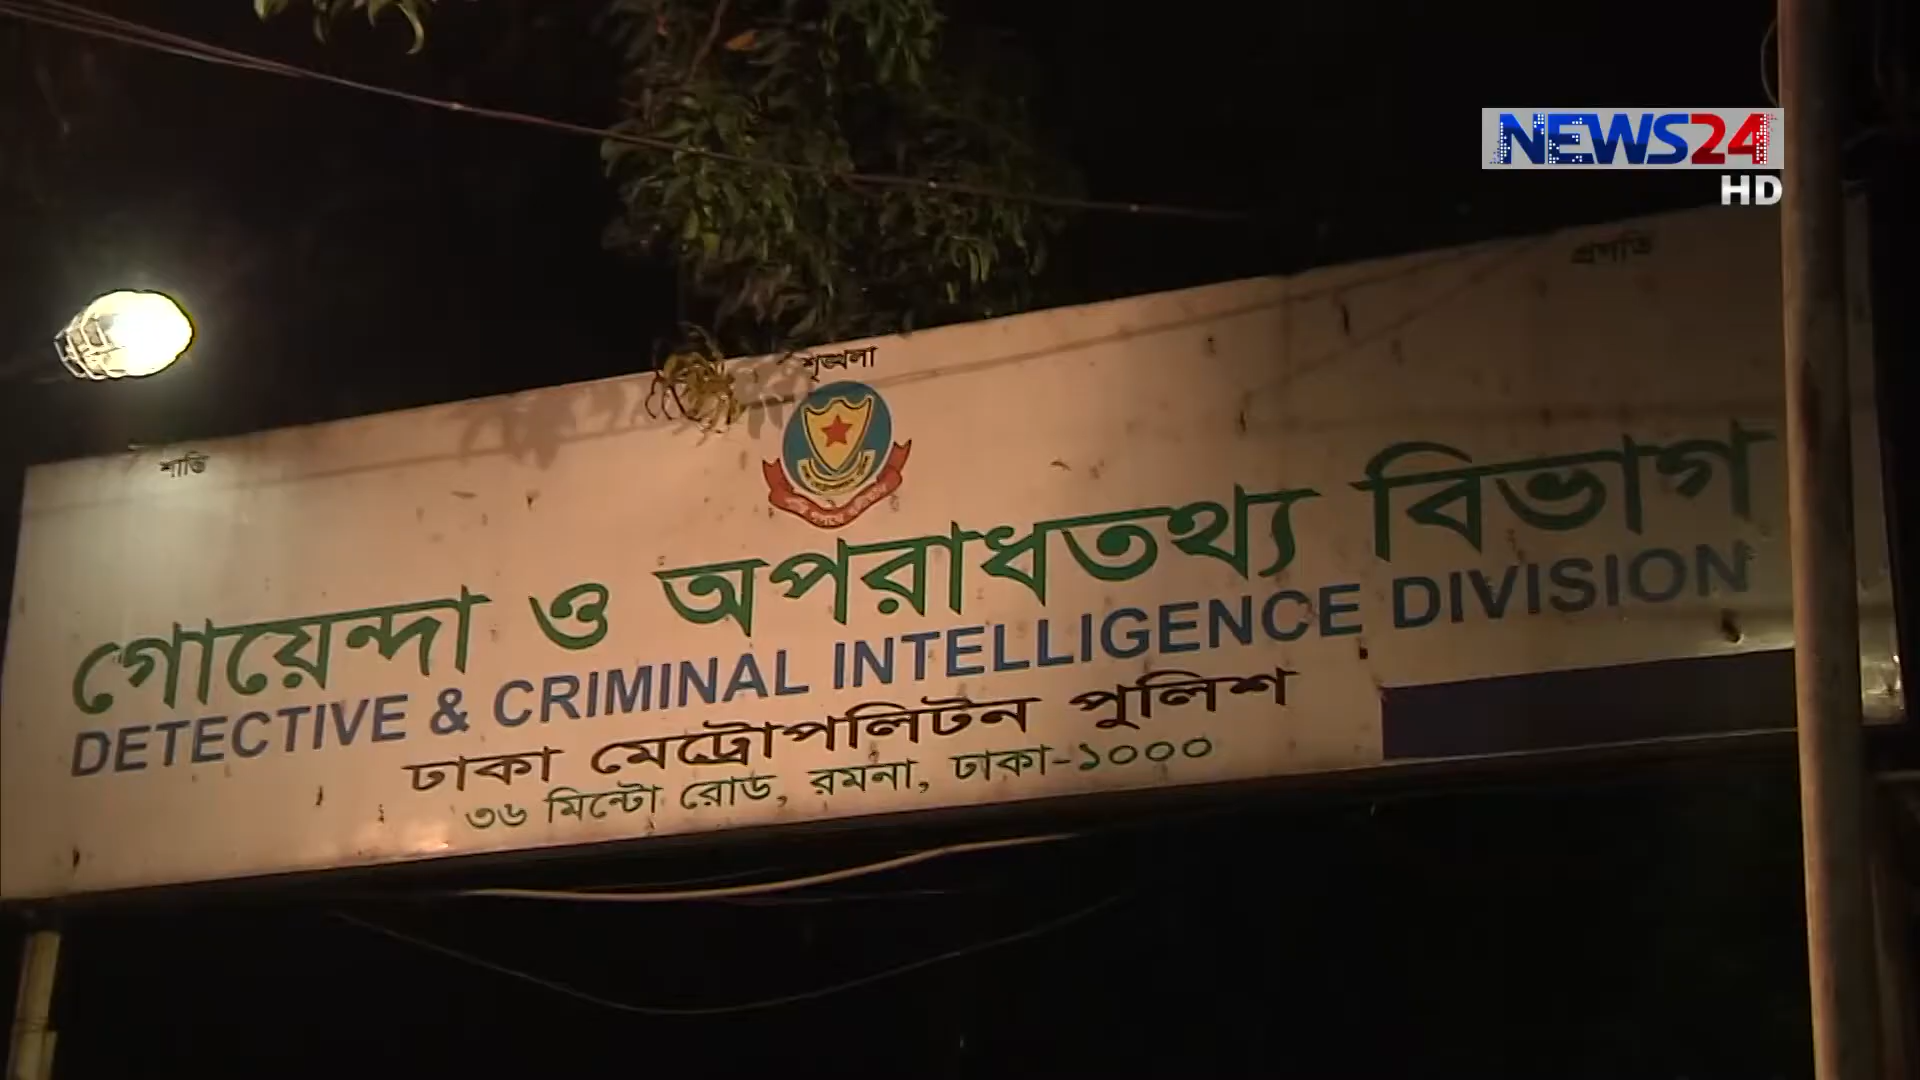 NEWS24
HD
প্রগতি
শৃঙ্খলা
শান্তি
গোয়েন্দা ও অপরাধতথ্য বিভাগ
DETECTIVE & CRIMINAL INTELLIGENCE DIVISION
ঢাকা মেট্রোপলিটন পুলিশ
৩৬ মিন্টো রোড, রমনা, ঢাকা-১০০০